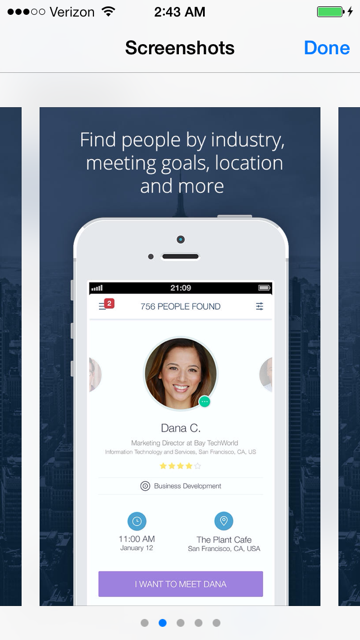 Verizon 2:43 AM
Screenshots Done
Find people by industry,
meeting goals, location
and more
21:09
2 756 PEOPLE FOUND
Dana C.
Marketing Director at Bay TechWorld
Information Technology and Services, San Francisco, CA, US
Business Development
11:00 AM
January 12
The Plant Cafe
San Francisco, CA, USA
I WANT TO MEET DANA